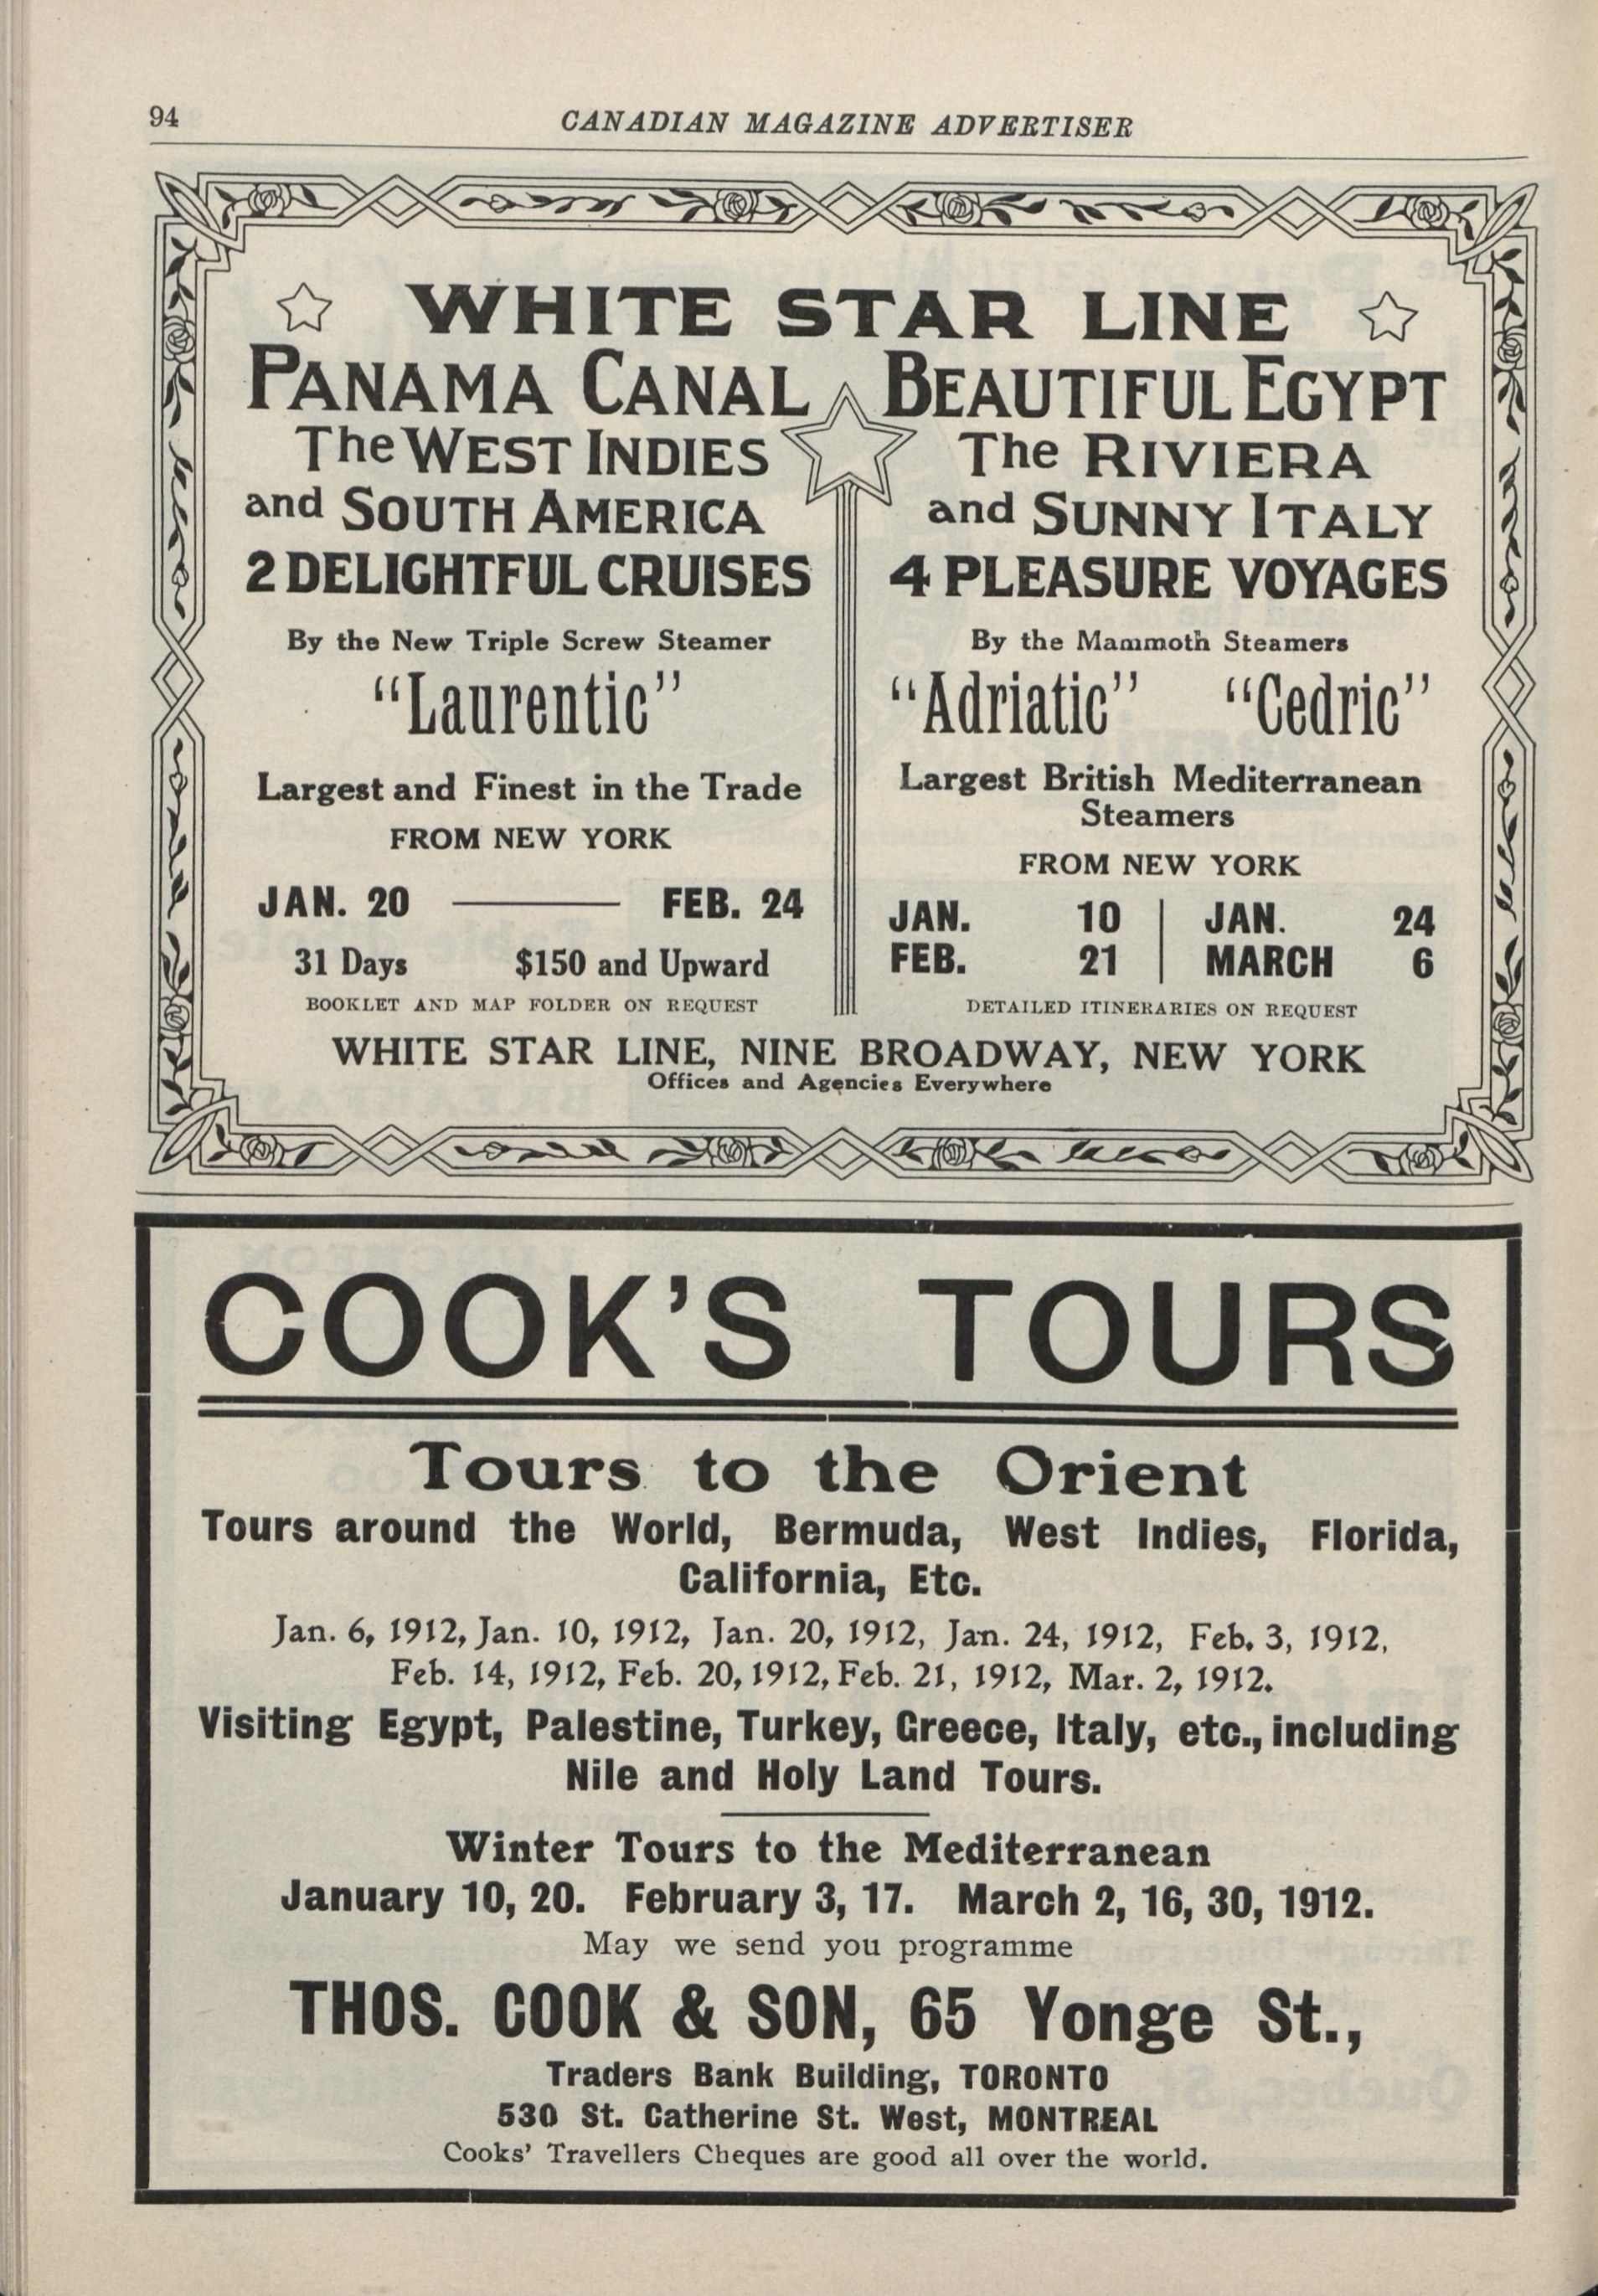 94
CANADIAN MAGAZINE ADVERTISER
WHITE STAR LINE
PANAMA CANAL
The WEST INDIES
and SOUTH AMERICA
2 DELIGHTFUL CRUISES
By the New Triple Screw Steamer
"Laurentic"
Largest and Finest in the Trade
FROM NEW YORK
JAN. 20 FEB. 24
31 Days $150 and Upward
BOOKLET AND MAP FOLDER ON REQUEST
BEAUTIFUL EGYPT
The RIVIERA
and SUNNY ITALY
4 PLEASURE VOYAGES
By the Mammoth Steamers
"Adriatic" "Cedric"
Largest British Mediterranean
Steamers
FROM NEW YORK
JAN. 10 | JAN. 24
FEB. 21 | MARCH 6
DETAILED ITINERARIES ON REQUEST
WHITE STAR LINE, NINE BROADWAY, NEW YORK
Offices and Agencies Everywhere
COOK'S TOURS
Tours to the Orient
Tours around the World, Bermuda, West Indies, Florida,
California, Etc.
Jan. 6, 1912, Jan. 10, 1912, Jan. 20, 1912, Jan. 24, 1912, Feb. 3, 1912,
Feb. 14, 1912, Feb. 20, 1912, Feb. 21, 1912, Mar. 2, 1912.
Visiting Egypt, Palestine, Turkey, Greece, Italy, etc., including
Nile and Holy Land Tours.
Winter Tours to the Mediterranean
January 10, 20. February 3, 17. March 2, 16, 30, 1912.
May we send you programme
THOS. COOK & SON, 65 Yonge St.,
Traders Bank Building, TORONTO
530 St. Catherine St. West, MONTREAL
Cooks' Travellers Cheques are good all over the world.